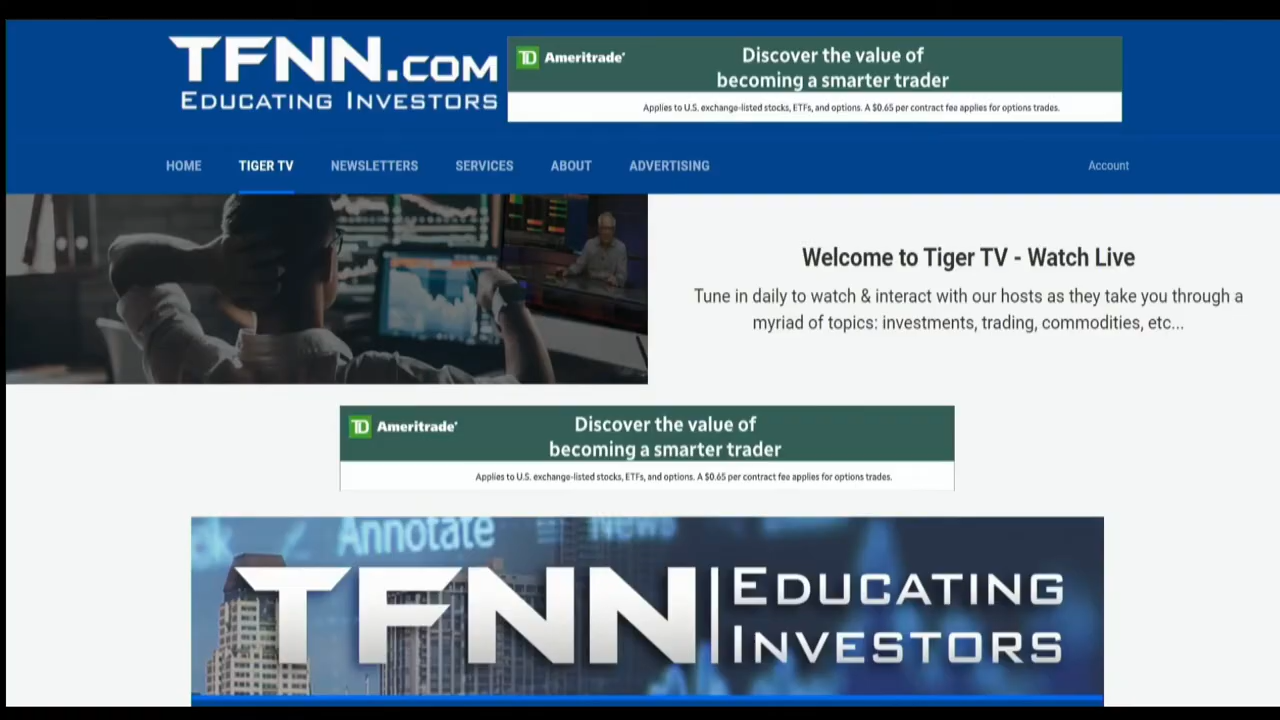 TFNN.COM
EDUCATING INVESTORS
TD Ameritrade
Discover the value of
becoming a smarter trader
Applies to U.S. exchange-listed stocks, ETFs, and options. A $0.65 per contract fee applies for options trades.
HOME TIGER TV NEWSLETTERS SERVICES ABOUT ADVERTISING Account
Welcome to Tiger TV - Watch Live
Tune in daily to watch & interact with our hosts as they take you through a
myriad of topics: investments, trading, commodities, etc...
TD Ameritrade
Discover the value of
becoming a smarter trader
Applies to U.S. exchange-listed stocks, ETFs, and options. A $0.65 per contract fee applies for options trades.
Annotate News
TFNN EDUCATING
INVESTORS